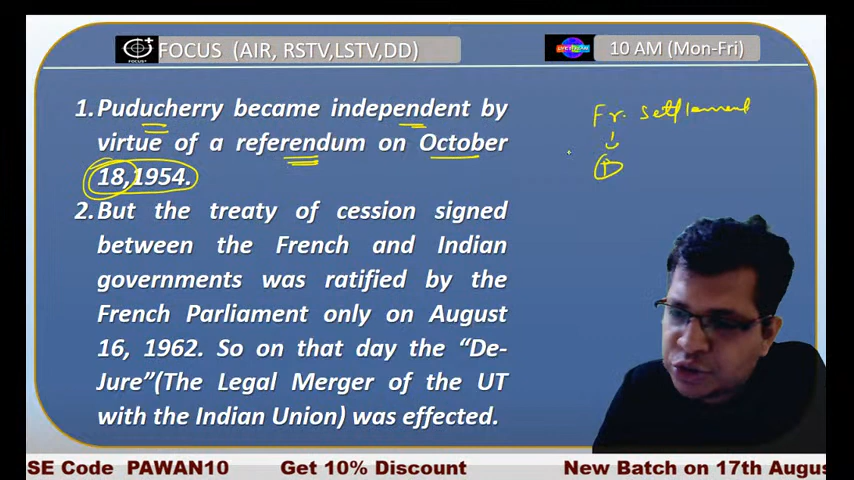 FOCUS (AIR, RSTV,LSTV,DD)
10 AM (Mon-Fri)
1. Puducherry became independent by
virtue of a referendum on October
18,1954.
2. But the treaty of cession signed
between the French and Indian
governments was ratified by the
French Parliament only on August
16, 1962. So on that day the “De-
Jure”(The Legal Merger of the UT
with the Indian Union) was effected.
Fr. Settlement
P
SE Code PAWAN10 Get 10% Discount New Batch on 17th Augus